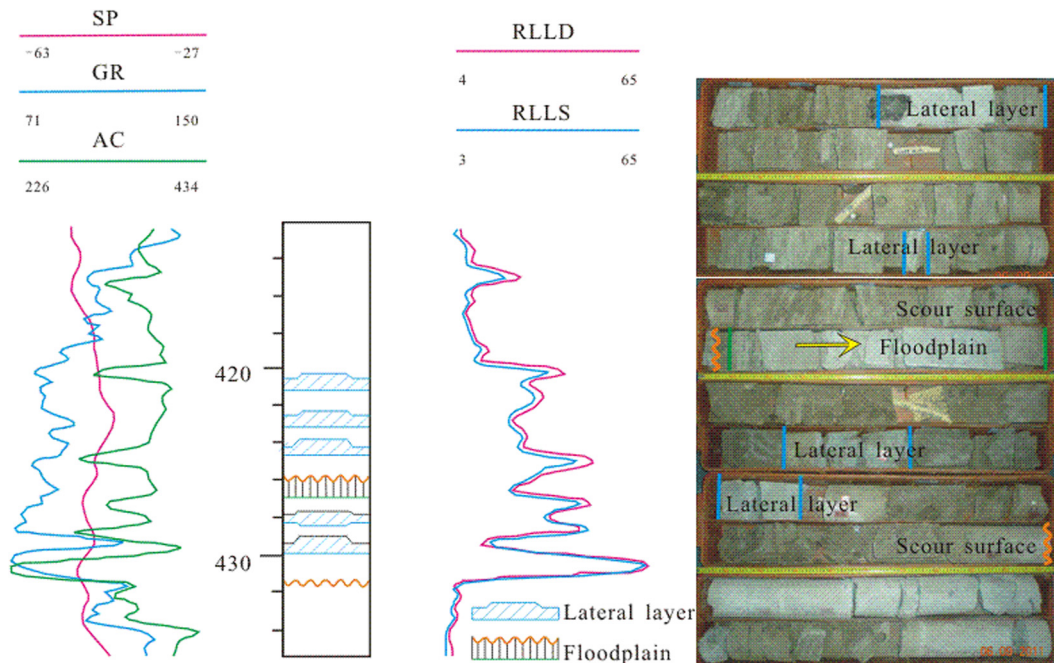 SP
-63 -27
GR
71 150
AC
226 434
RLLD
4 65
RLLS
3 65
420
430
Lateral layer
Floodplain
Lateral layer
Lateral layer
Scour surface
Floodplain
Lateral layer
Lateral layer
Scour surface